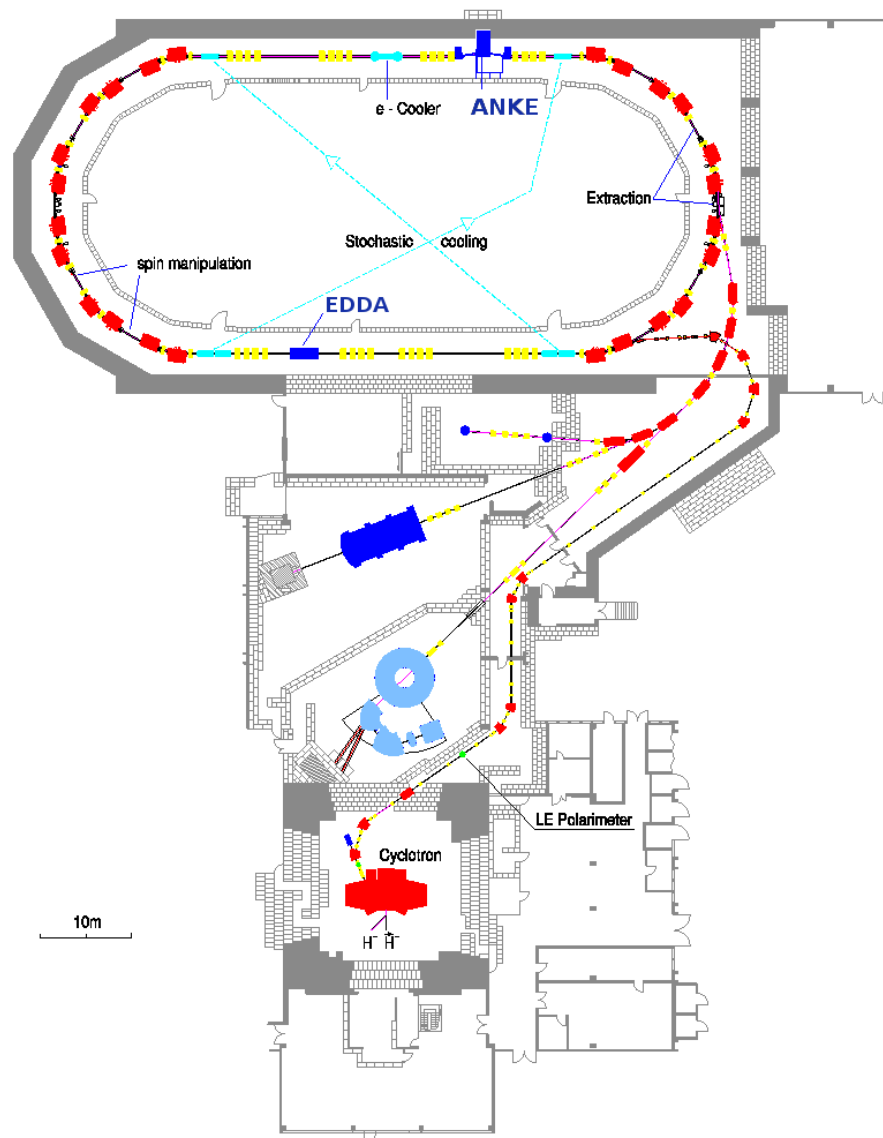 e - Cooler
ANKE
Extraction
Stochastic cooling
spin manipulation
EDDA
LE Polarimeter
Cyclotron
10m
H⁻ H⃗⁻